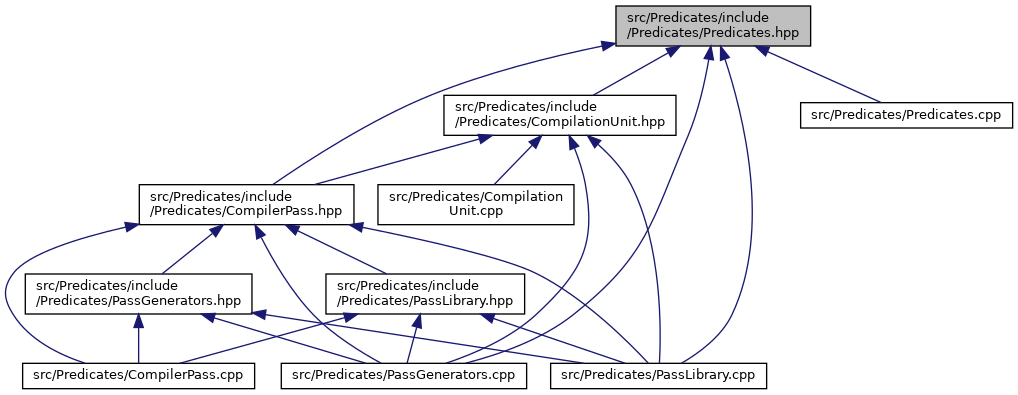 src/Predicates/include
/Predicates/Predicates.hpp
src/Predicates/include
/Predicates/CompilationUnit.hpp
src/Predicates/Predicates.cpp
src/Predicates/include
/Predicates/CompilerPass.hpp
src/Predicates/Compilation
Unit.cpp
src/Predicates/include
/Predicates/PassGenerators.hpp
src/Predicates/include
/Predicates/PassLibrary.hpp
src/Predicates/CompilerPass.cpp
src/Predicates/PassGenerators.cpp
src/Predicates/PassLibrary.cpp